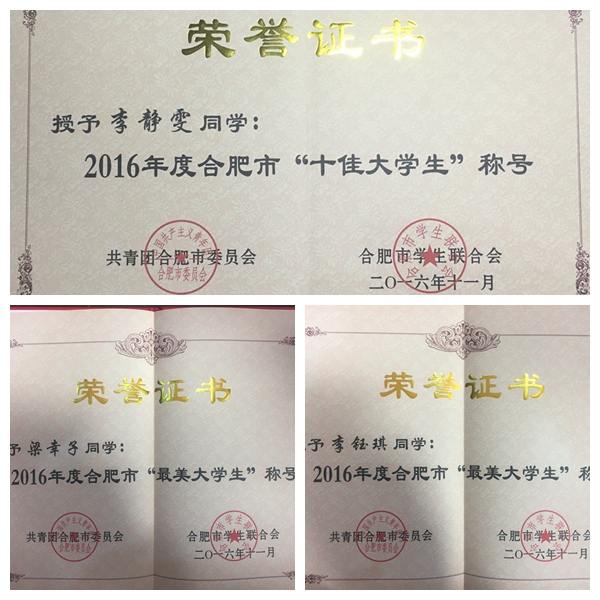 荣誉证书
授予李静雯同学：
2016年度合肥市“十佳大学生”称号
共青团合肥市委员会
合肥市学生联合会
二〇一六年十一月
荣誉证书
予梁幸子同学：
2016年度合肥市“最美大学生”称号
共青团合肥市委员会
合肥市学生联合会
二〇一六年十一月
荣誉证书
予李钰琪同学：
2016年度合肥市“最美大学生”称
共青团合肥市委员会
合肥市学生联合会
二〇一六年十一月